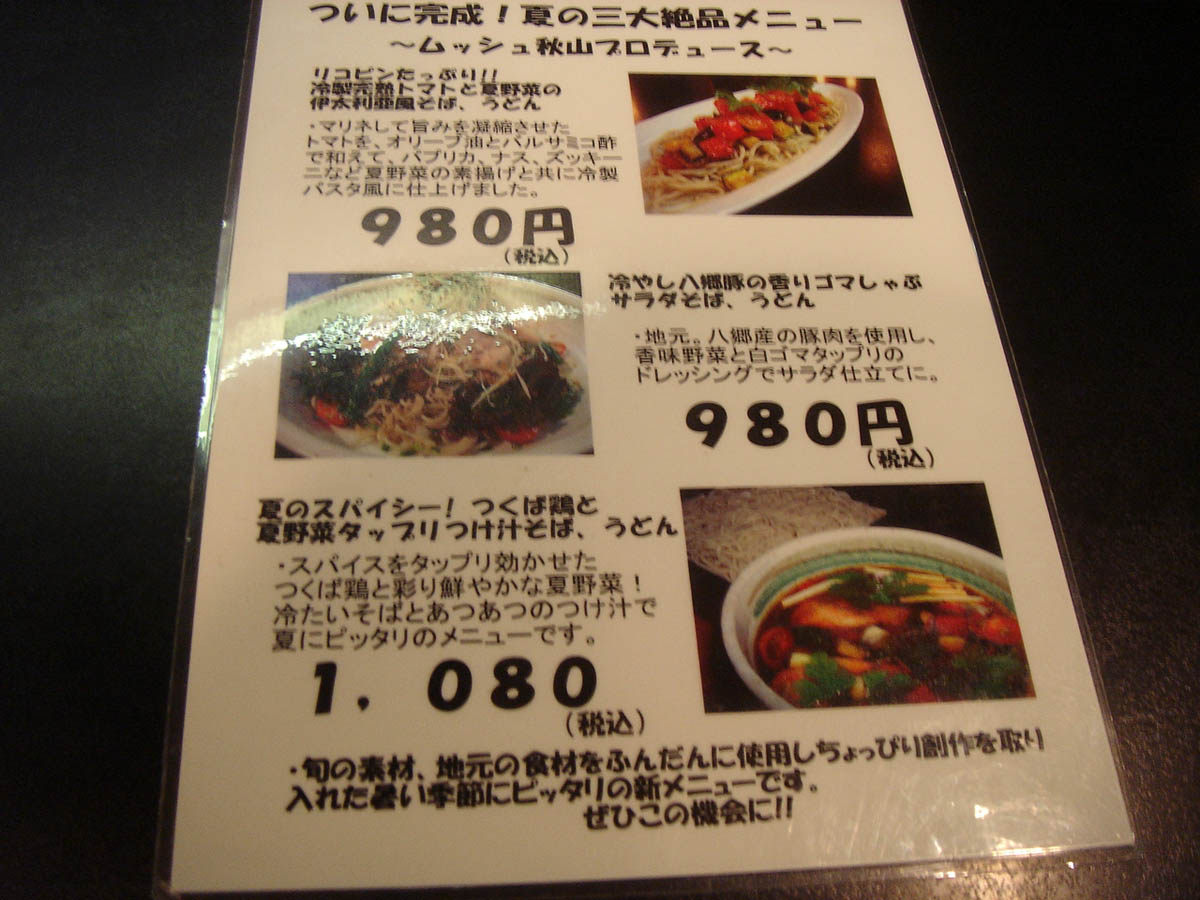 ついに完成！夏の三大絶品メニュー
～ムッシュ秋山プロデュース～
リコピンたっぷり!!
冷製完熟トマトと夏野菜の
伊太利亜風そば、うどん
・マリネして旨みを凝縮させた
トマトを、オリーブ油とバルサミコ酢
で和えて、パプリカ、ナス、ズッキー
ニなど夏野菜の素揚げと共に冷製
パスタ風に仕上げました。
９８０円
（税込）
冷やし八郷豚の香りゴマしゃぶ
サラダそば、うどん
・地元。八郷産の豚肉を使用し、
香味野菜と白ゴマタップリの
ドレッシングでサラダ仕立てに。
９８０円
（税込）
夏のスパイシー！つくば鶏と
夏野菜タップリつけ汁そば、うどん
・スパイスをタップリ効かせた
つくば鶏と彩り鮮やかな夏野菜！
冷たいそばとあつあつのつけ汁で
夏にピッタリのメニューです。
１，０８０
（税込）
・旬の素材、地元の食材をふんだんに使用しちょっぴり創作を取り
入れた暑い季節にピッタリの新メニューです。
ぜひこの機会に!!